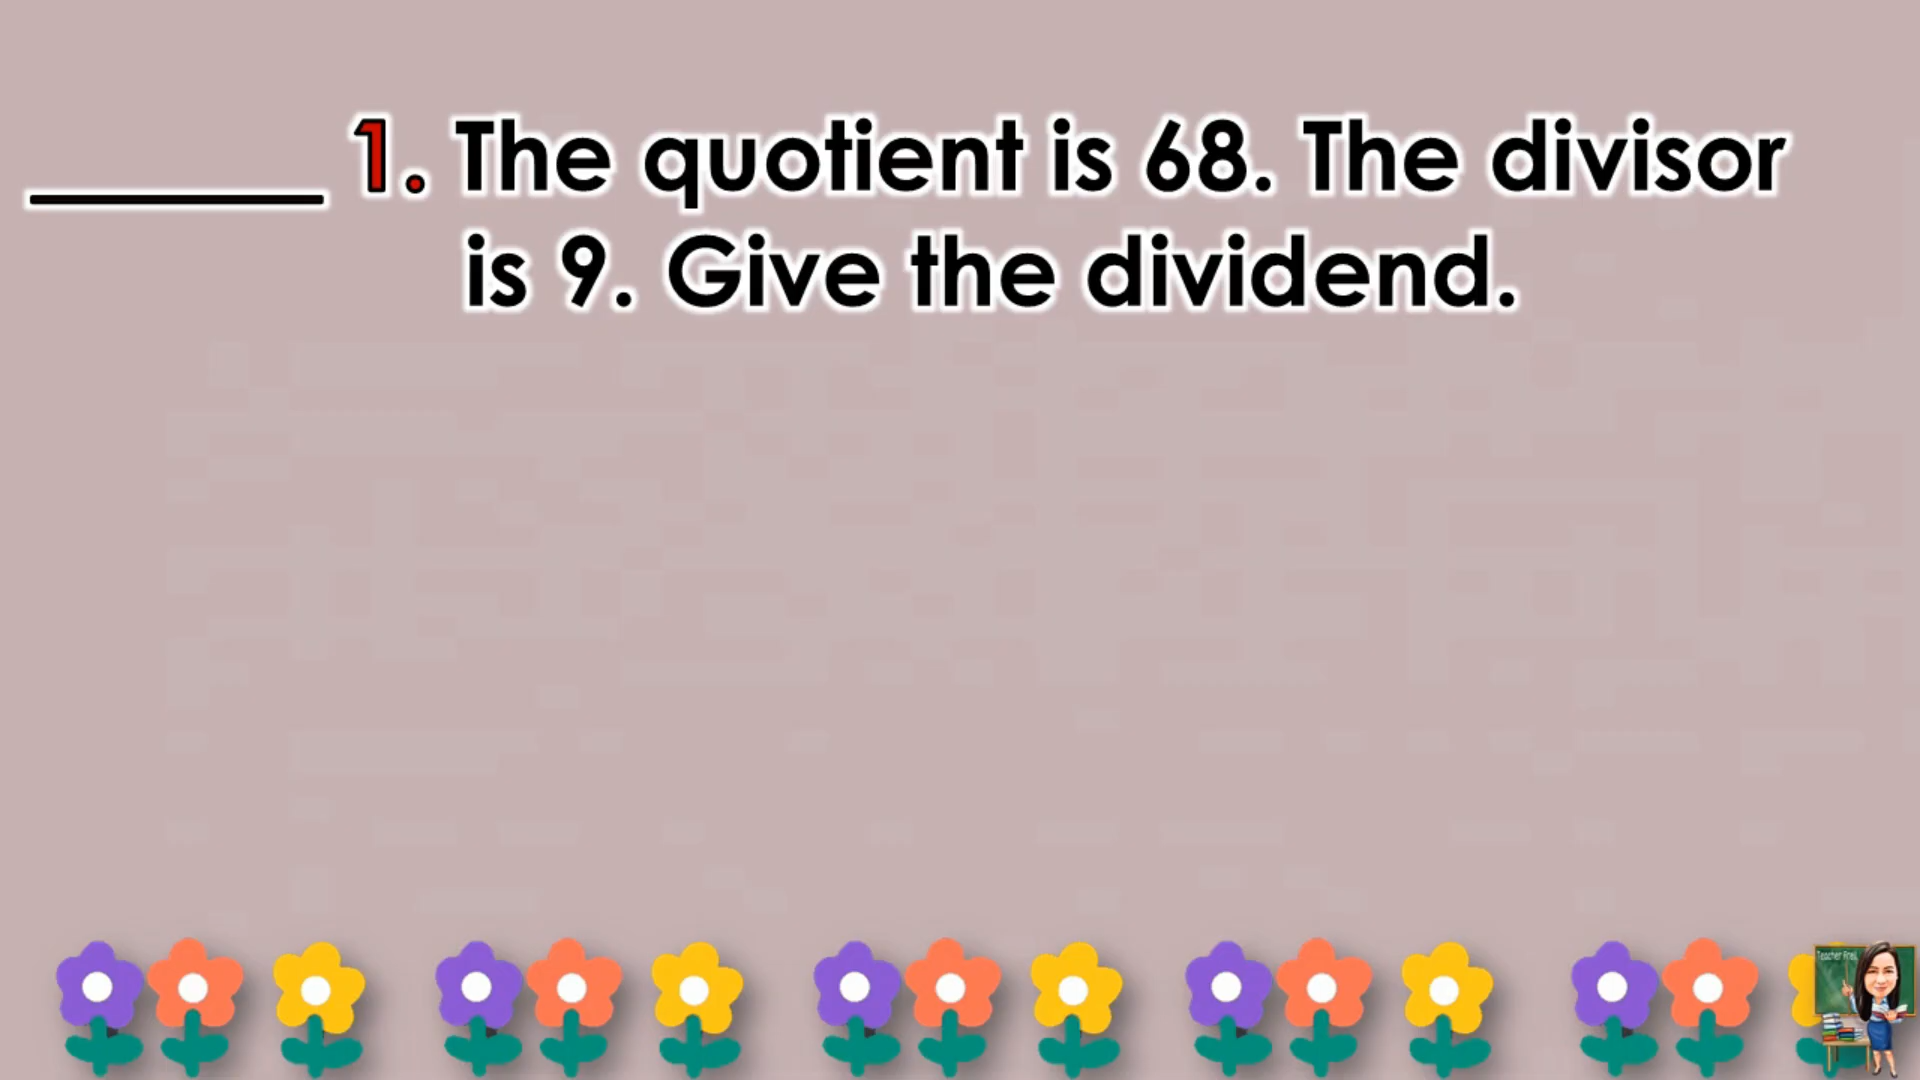 ______ 1. The quotient is 68. The divisor
is 9. Give the dividend.